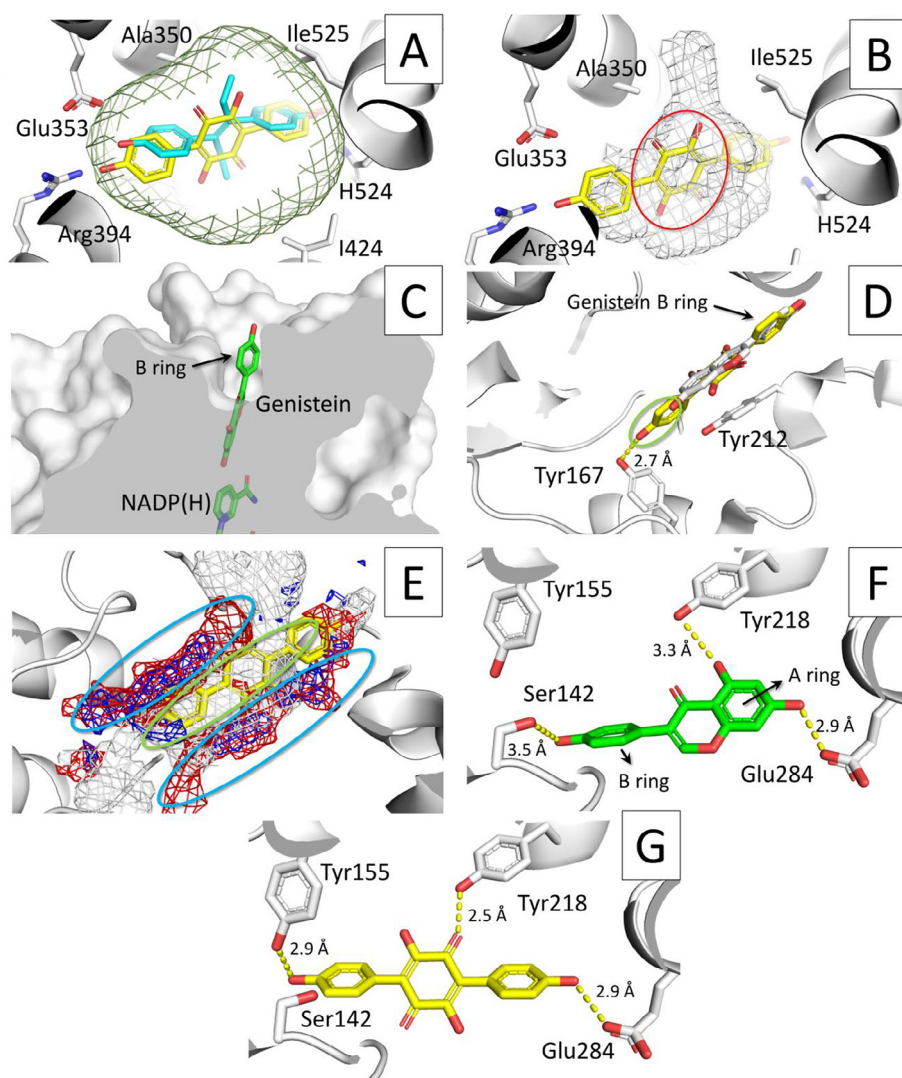 A
Ala350
Ile525
Glu353
H524
Arg394
I424
B
Ala350
Ile525
Glu353
Arg394
H524
C
B ring
Genistein
NADP(H)
D
Genistein B ring
Tyr212
Tyr167
2.7 Å
E
F
Tyr155
Tyr218
3.3 Å
A ring
Ser142
2.9 Å
3.5 Å
B ring
Glu284
G
Tyr155
Tyr218
2.5 Å
2.9 Å
2.9 Å
Ser142
Glu284